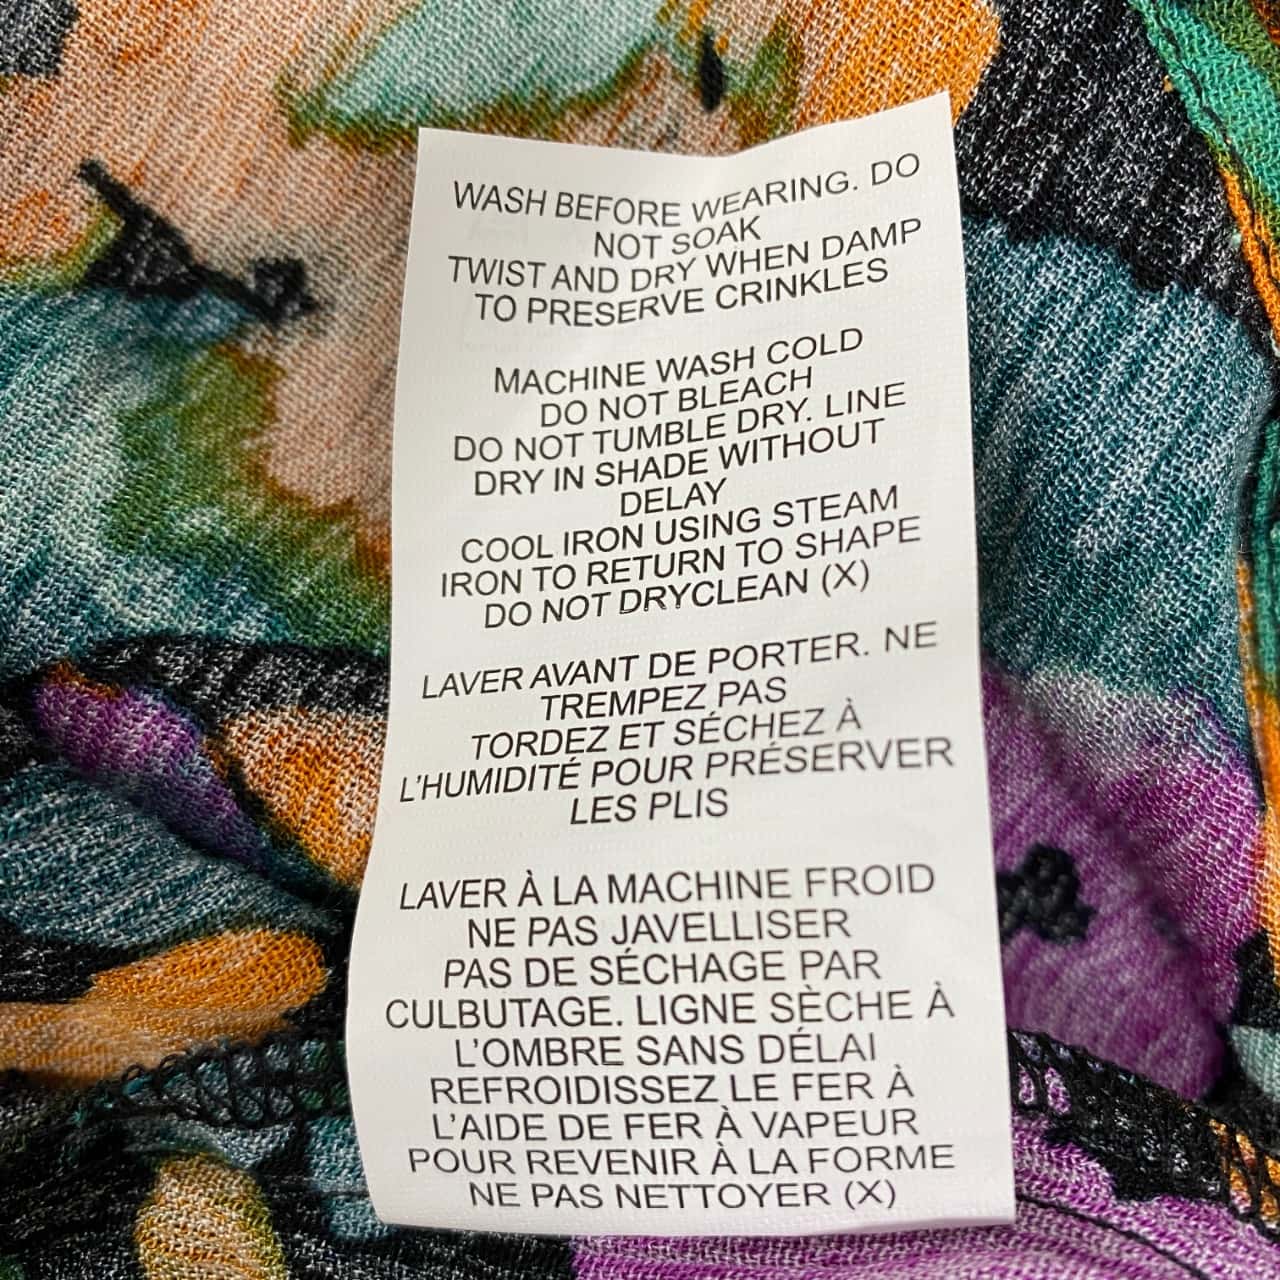 WASH BEFORE WEARING. DO
NOT SOAK
TWIST AND DRY WHEN DAMP
TO PRESERVE CRINKLES
MACHINE WASH COLD
DO NOT BLEACH
DO NOT TUMBLE DRY. LINE
DRY IN SHADE WITHOUT
DELAY
COOL IRON USING STEAM
IRON TO RETURN TO SHAPE
DO NOT DRYCLEAN (X)
LAVER AVANT DE PORTER. NE
TREMPEZ PAS
TORDEZ ET SÉCHEZ À
L'HUMIDITÉ POUR PRÉSERVER
LES PLIS
LAVER À LA MACHINE FROID
NE PAS JAVELLISER
PAS DE SÉCHAGE PAR
CULBUTAGE. LIGNE SÈCHE À
L'OMBRE SANS DÉLAI
REFROIDISSEZ LE FER À
L'AIDE DE FER À VAPEUR
POUR REVENIR À LA FORME
NE PAS NETTOYER (X)